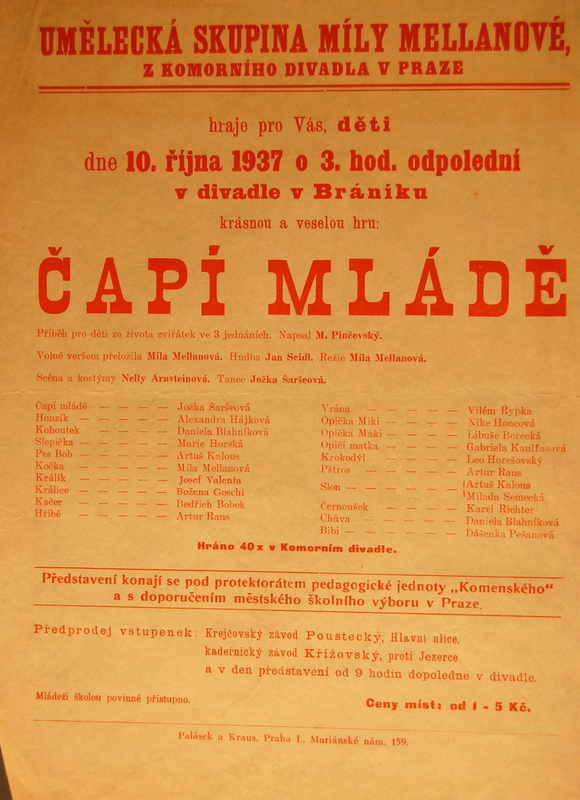 UMĚLECKÁ SKUPINA MÍLY MELLANOVÉ,
Z KOMORNÍHO DIVADLA V PRAZE
hraje pro Vás, děti
dne 10. října 1937 o 3. hod. odpolední
v divadle v Bráníku
krásnou a veselou hru:
ČAPÍ MLÁDĚ
Příběh pro děti ze života zvířátek ve 3 jednáních. Napsal M. Pinčevský.
Volně veršem přeložila Míla Mellanová. Hudba Jan Seidl. Režie Míla Mellanová.
Scéna a kostýmy Nelly Arnsteinová. Tanec Jožka Šaršeová.
Čapí mládě — — — — Jožka Šaršeová
Honzík — — — — Alexandra Hájková
Kohoutek — — — — Daniela Blahníková
Slepička — — — — Marie Horská
Pes Bob — — — — Artuš Kalous
Kočka — — — — Míla Mellanová
Králík — — — — Josef Valenta
Králice — — — — Božena Goschi
Kačer — — — — Bedřich Bobek
Hříbě — — — — Artur Raus
Vrána — — — — Vilém Rypka
Opička Miki — — — — Nike Honcová
Opička Maki — — — — Libuše Borecká
Opičí matka — — — — Gabriela Kaulfusová
Krokodýl — — — — Leo Horešovský
Pštros — — — — Artur Raus
Slon — — — — (Artuš Kalous
(Milada Semecká
Černoušek — — — — Karel Richter
Chůva — — — — Daniela Blahníková
Bibi — — — — Dášenka Pešanová
Hráno 40x v Komorním divadle.
Představení konají se pod protektorátem pedagogické jednoty „Komenského“
a s doporučením městského školního výboru v Praze.
Předprodej vstupenek: Krejčovský závod Poustecký, Hlavní ulice,
kadeřnický závod Křížovský, proti Jezerce
a v den představení od 9 hodin dopoledne v divadle.
Mládeži školou povinné přístupno.
Ceny míst: od 1 - 5 Kč.
Palásek a Kraus, Praha I., Mariánské nám. 159.